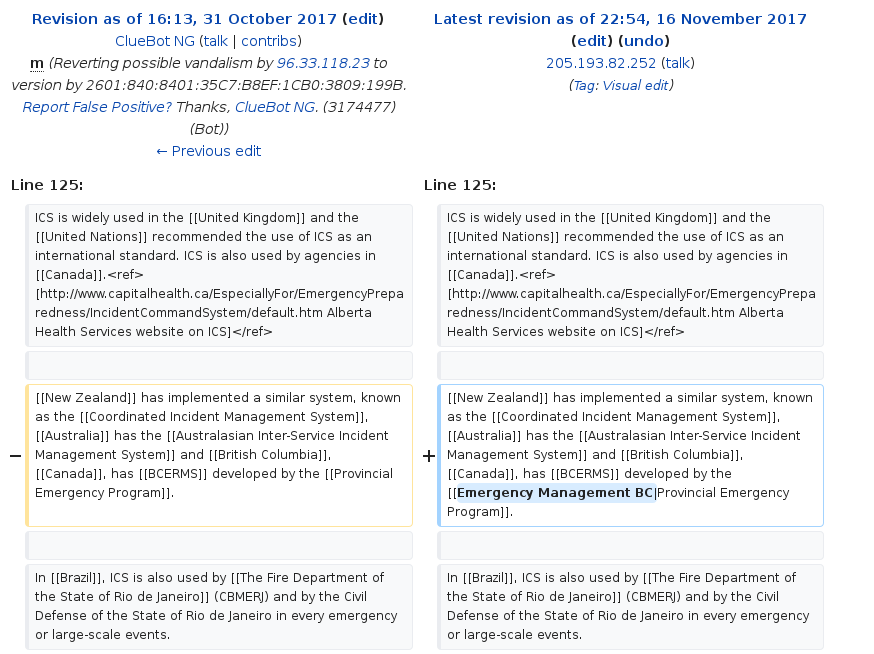 Revision as of 16:13, 31 October 2017 (edit)
ClueBot NG (talk | contribs)
m (Reverting possible vandalism by 96.33.118.23 to
version by 2601:840:8401:35C7:B8EF:1CB0:3809:199B.
Report False Positive? Thanks, ClueBot NG. (3174477)
(Bot))
← Previous edit
Latest revision as of 22:54, 16 November 2017
(edit) (undo)
205.193.82.252 (talk)
(Tag: Visual edit)
Line 125:
ICS is widely used in the [[United Kingdom]] and the
[[United Nations]] recommended the use of ICS as an
international standard. ICS is also used by agencies in
[[Canada]].<ref>
[http://www.capitalhealth.ca/EspeciallyFor/EmergencyPrepa
redness/IncidentCommandSystem/default.htm Alberta
Health Services website on ICS]</ref>
Line 125:
ICS is widely used in the [[United Kingdom]] and the
[[United Nations]] recommended the use of ICS as an
international standard. ICS is also used by agencies in
[[Canada]].<ref>
[http://www.capitalhealth.ca/EspeciallyFor/EmergencyPrepa
redness/IncidentCommandSystem/default.htm Alberta
Health Services website on ICS]</ref>
−
[[New Zealand]] has implemented a similar system, known
as the [[Coordinated Incident Management System]],
[[Australia]] has the [[Australasian Inter-Service Incident
Management System]] and [[British Columbia]],
[[Canada]], has [[BCERMS]] developed by the [[Provincial
Emergency Program]].
+
[[New Zealand]] has implemented a similar system, known
as the [[Coordinated Incident Management System]],
[[Australia]] has the [[Australasian Inter-Service Incident
Management System]] and [[British Columbia]],
[[Canada]], has [[BCERMS]] developed by the
[[Emergency Management BC|Provincial Emergency
Program]].
In [[Brazil]], ICS is also used by [[The Fire Department of
the State of Rio de Janeiro]] (CBMERJ) and by the Civil
Defense of the State of Rio de Janeiro in every emergency
or large-scale events.
In [[Brazil]], ICS is also used by [[The Fire Department of
the State of Rio de Janeiro]] (CBMERJ) and by the Civil
Defense of the State of Rio de Janeiro in every emergency
or large-scale events.